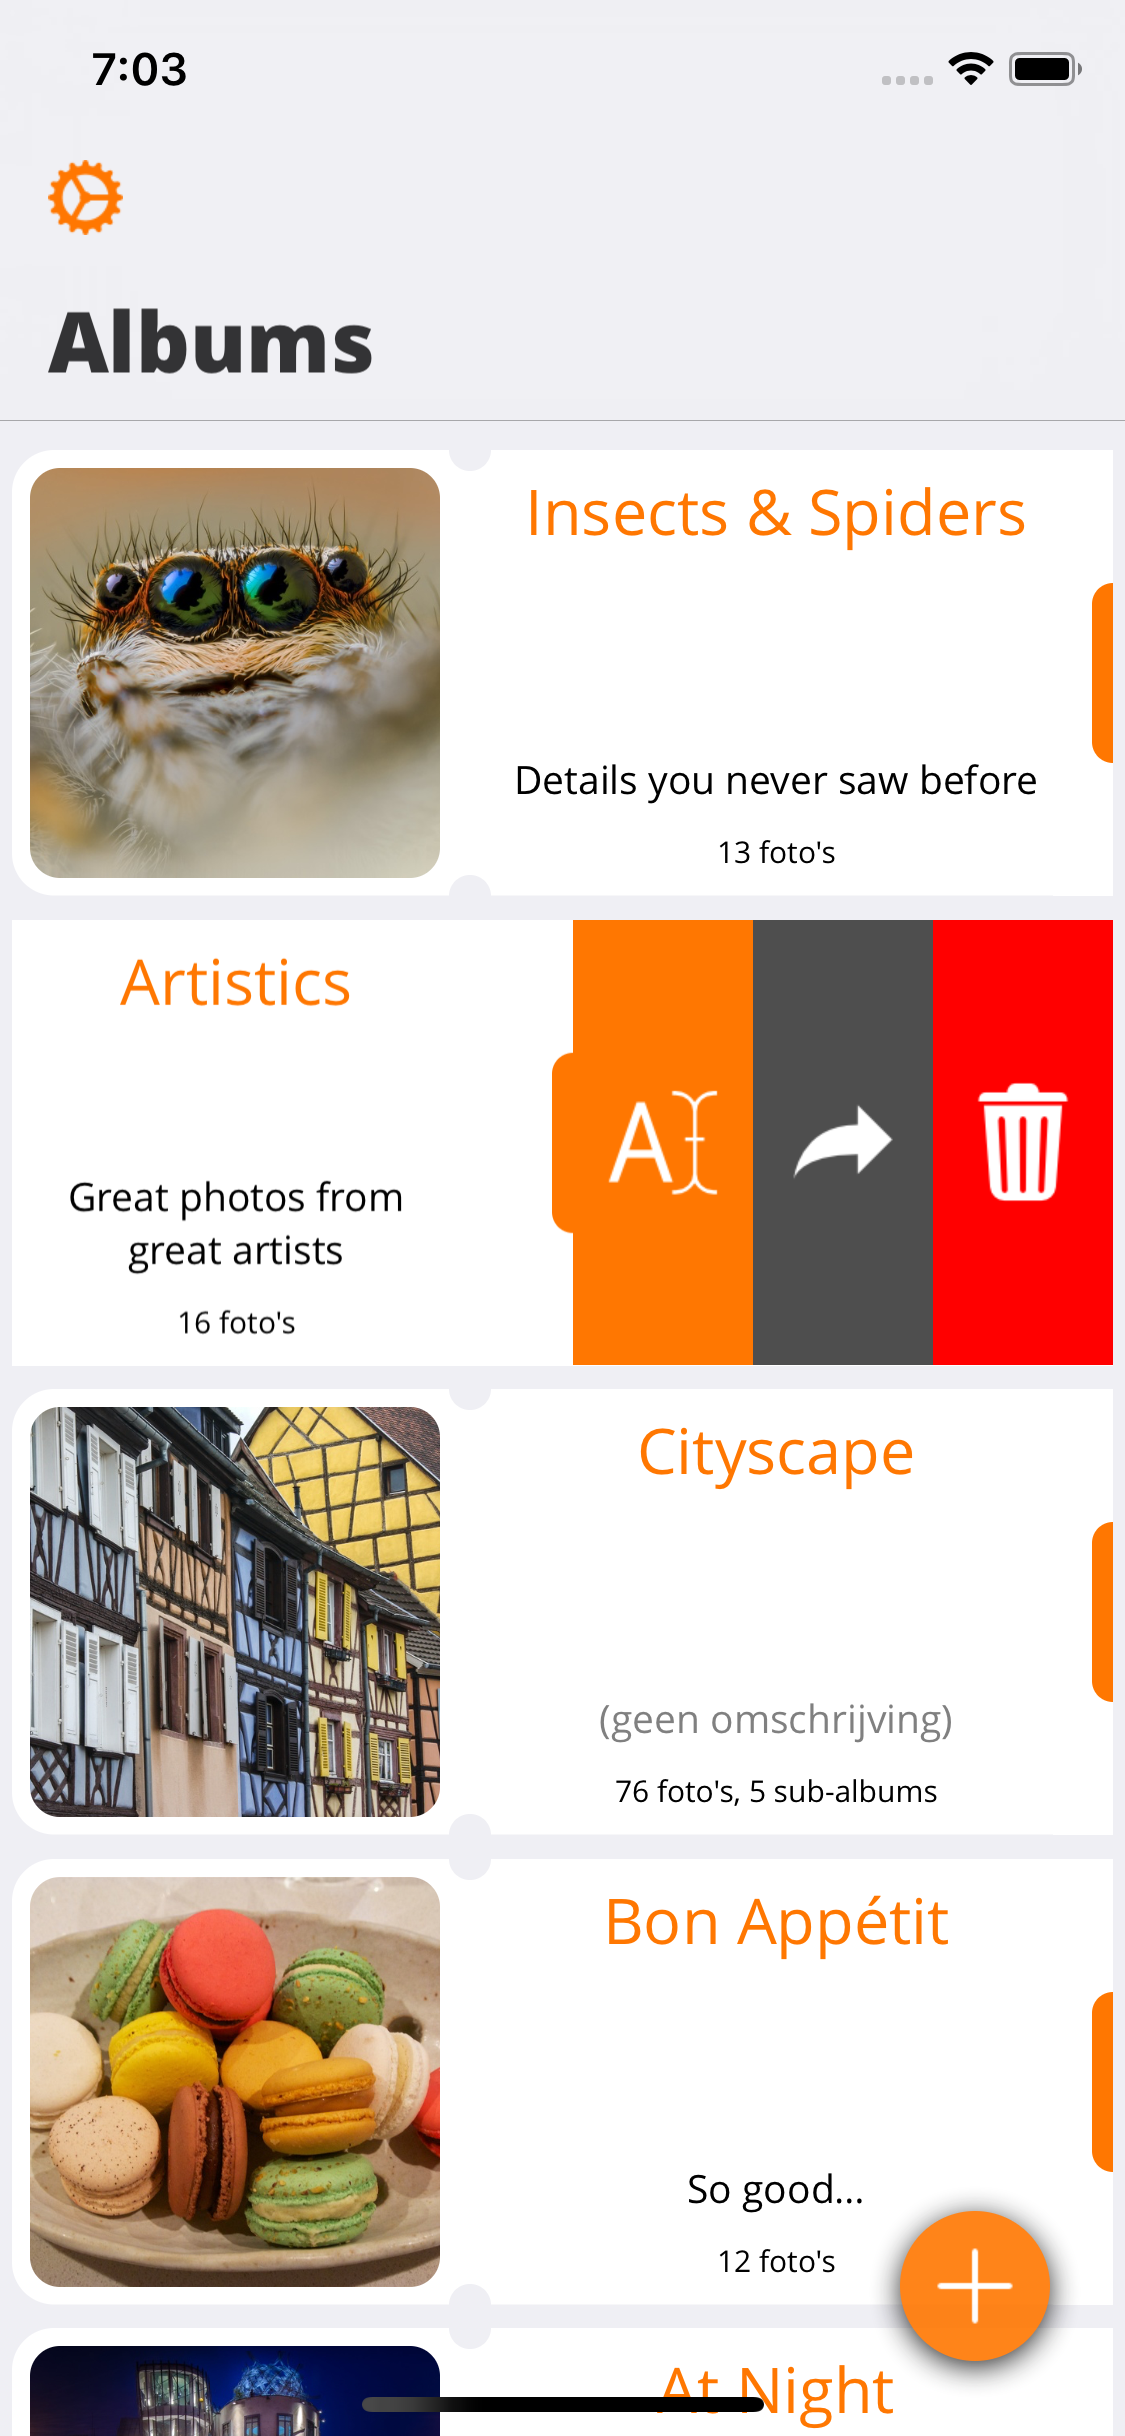 7:03
Albums
Insects & Spiders
Details you never saw before
13 foto's
Artistics
Great photos from
great artists
16 foto's
A
Cityscape
(geen omschrijving)
76 foto's, 5 sub-albums
Bon Appétit
So good...
12 foto's
At Night